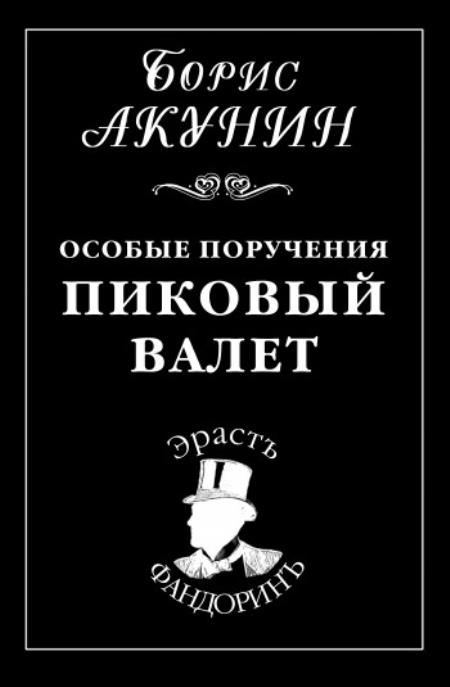 Борис
АКУНИН
ОСОБЫЕ ПОРУЧЕНИЯ
ПИКОВЫЙ
ВАЛЕТ
Эрастъ
ФАНДОРИНЪ